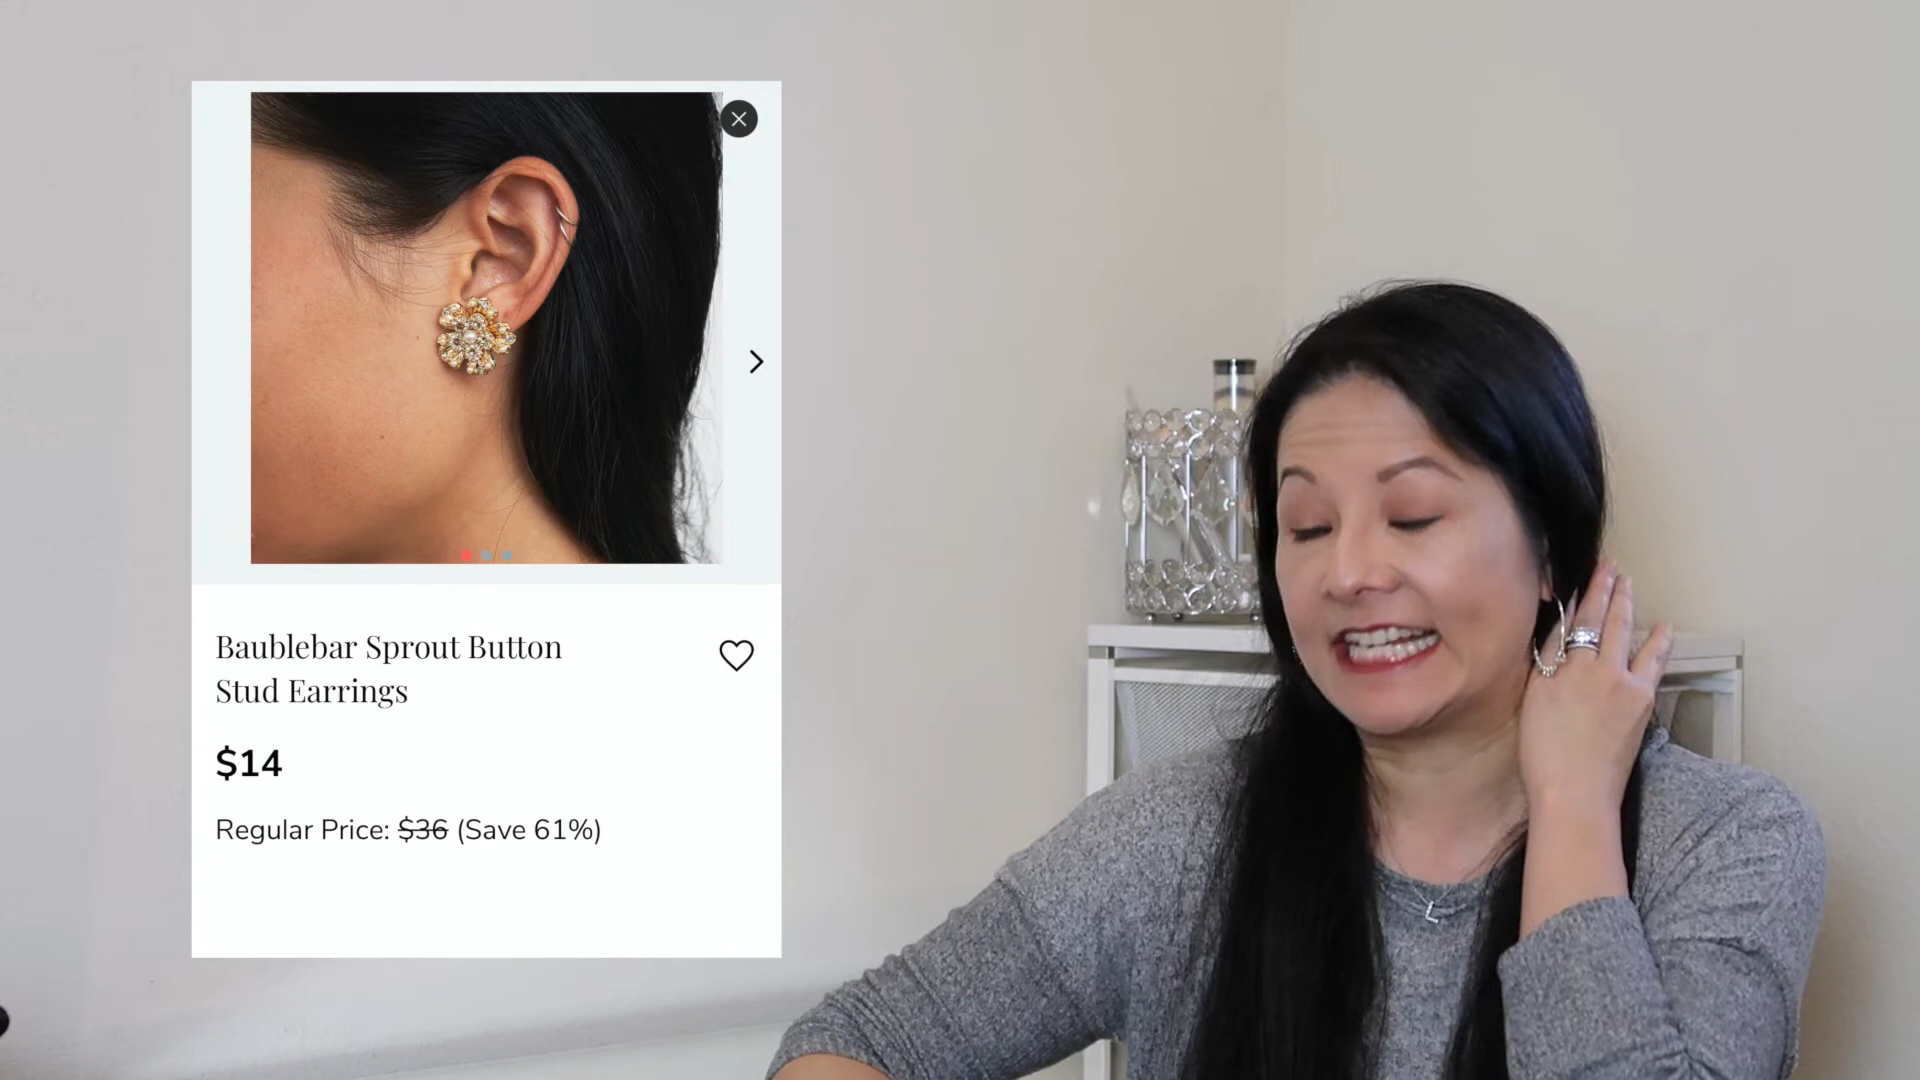 Baublebar Sprout Button
Stud Earrings
$14
Regular Price: $36 (Save 61%)
L